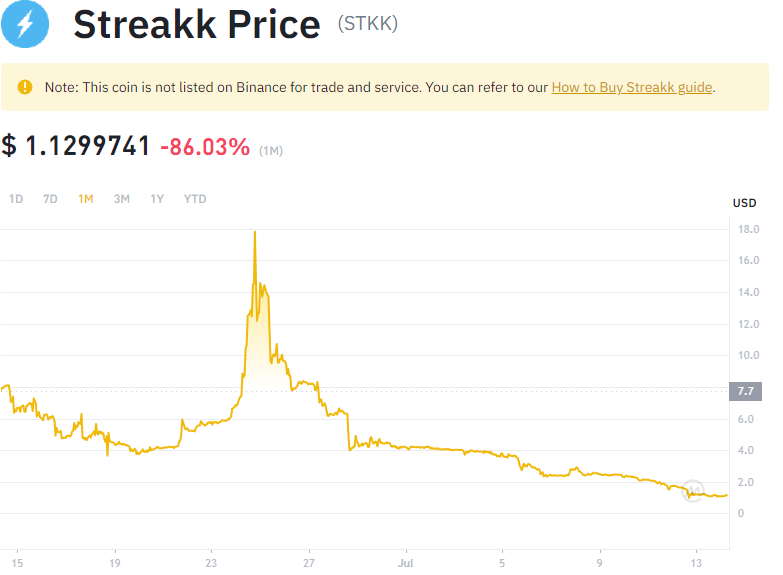 Streakk Price (STKK)
Note: This coin is not listed on Binance for trade and service. You can refer to our How to Buy Streakk guide.
$ 1.1299741 -86.03% (1M)
1D 7D 1M 3M 1Y YTD
USD
18.0
16.0
14.0
12.0
10.0
7.7
6.0
4.0
2.0
0
15 19 23 27 Jul 5 9 13